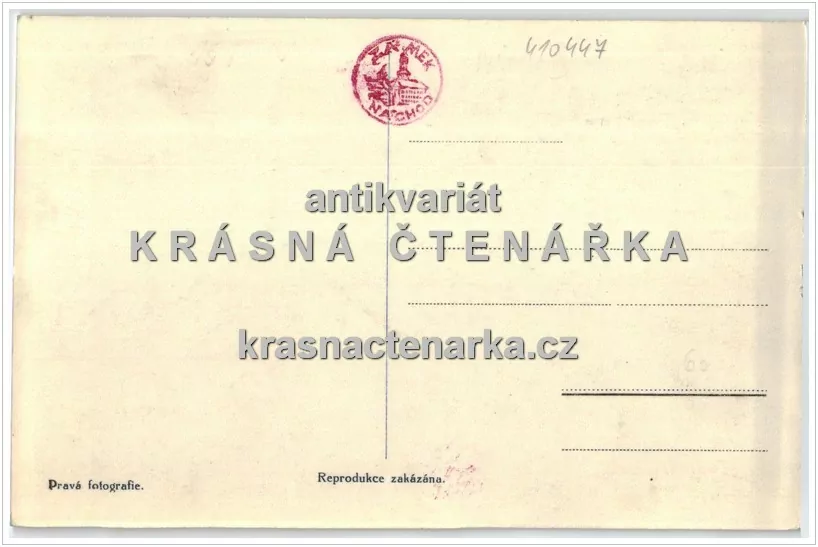 ZÁMEK
NÁCHOD
410447
antikvariát
KRÁSNÁ ČTENÁŘKA
krasnactenarka.cz
Reprodukce zakázána.
Pravá fotografie.